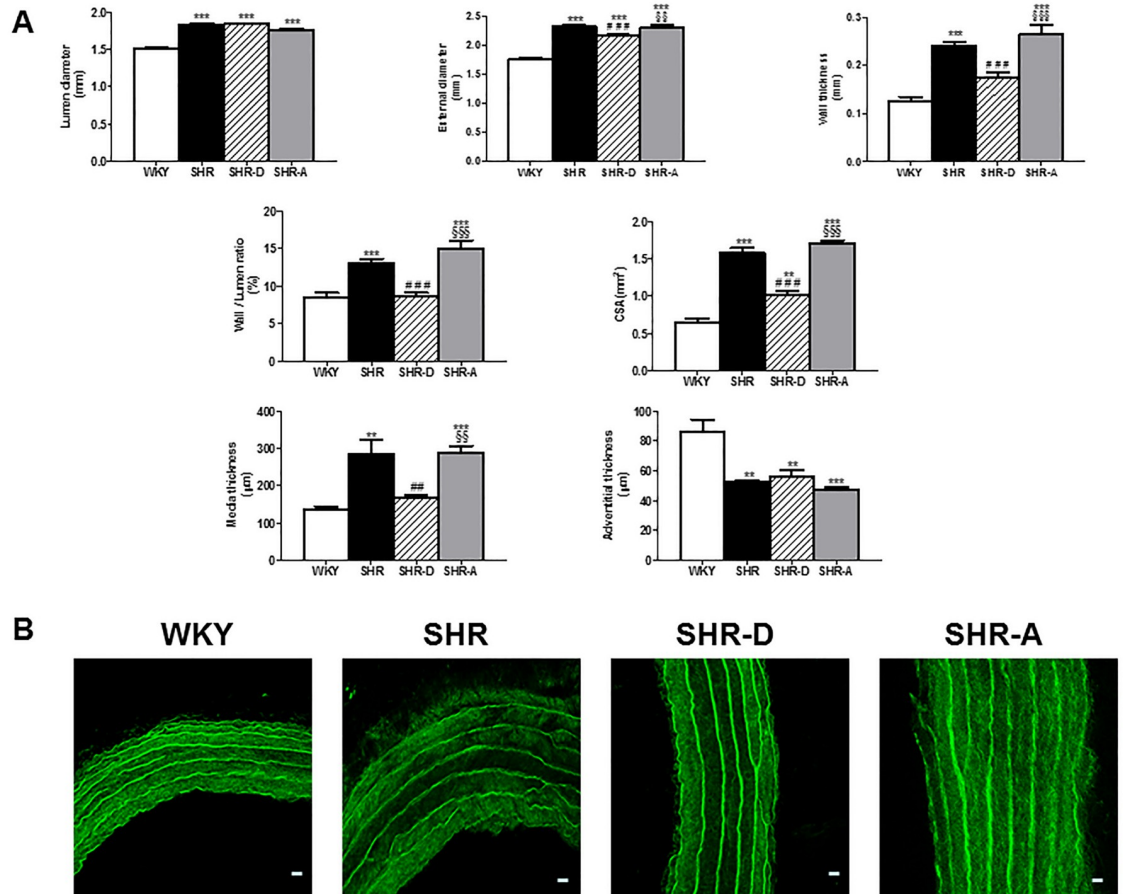 A
Lumen diameter
(mm)
2.0
1.5
1.0
0.5
0.0
***
***
***
WKY SHR SHR-D SHR-A
External diameter
(mm)
2.5
2.0
1.5
1.0
0.5
0.0
***
***
###
***
§§
WKY SHR SHR-D SHR-A
Wall thickness
(mm)
0.3
0.2
0.1
0.0
***
###
***
§§§
WKY SHR SHR-D SHR-A
Wall / Lumen ratio
(%)
20
15
10
5
0
***
###
***
§§§
WKY SHR SHR-D SHR-A
CSA (mm²)
2.0
1.5
1.0
0.5
0.0
***
**
###
***
§§§
WKY SHR SHR-D SHR-A
Media thickness
(µm)
400
300
200
100
0
**
##
***
§§
WKY SHR SHR-D SHR-A
Adventitial thickness
(µm)
100
80
60
40
20
0
**
**
***
WKY SHR SHR-D SHR-A
B
WKY SHR SHR-D SHR-A